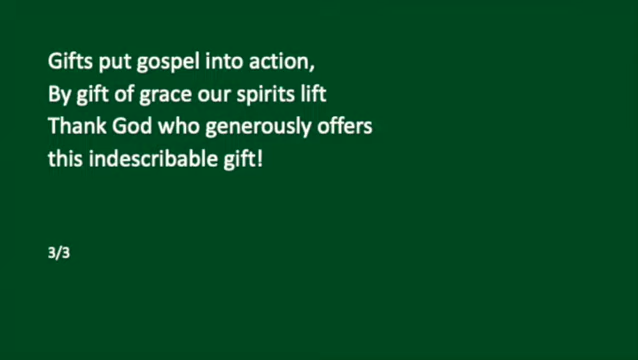 Gifts put gospel into action,
By gift of grace our spirits lift
Thank God who generously offers
this indescribable gift!
3/3